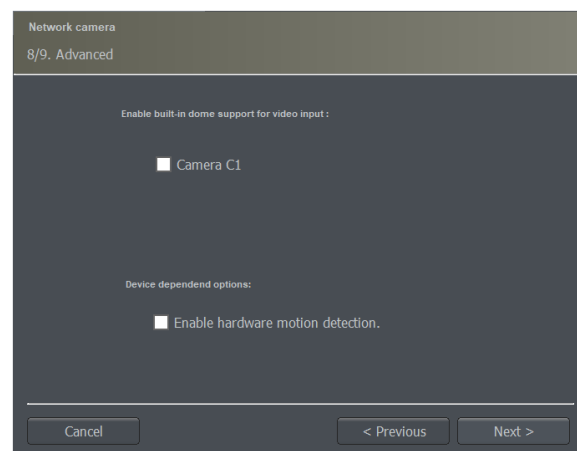 Network camera
8/9. Advanced
Enable built-in dome support for video input :
Camera C1
Device dependend options:
Enable hardware motion detection.
Cancel
< Previous
Next >